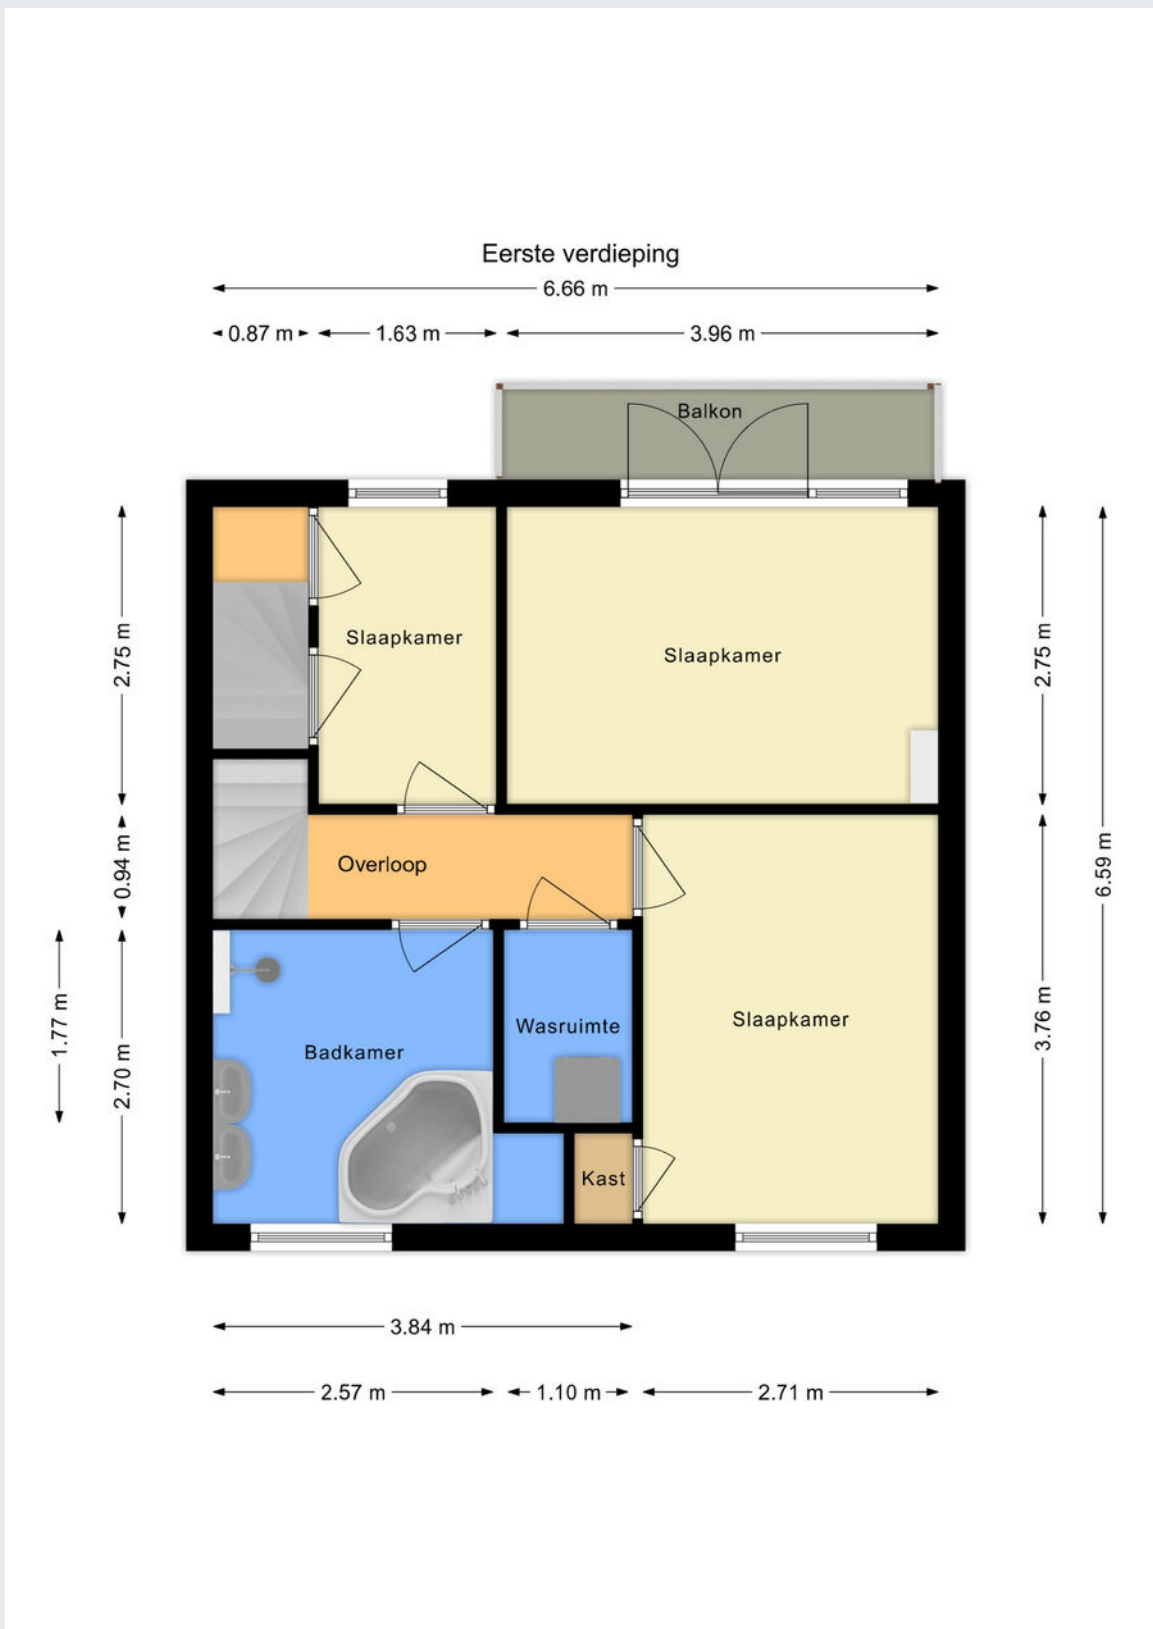 Eerste verdieping
6.66 m
0.87 m
1.63 m
3.96 m
Balkon
Slaapkamer
Slaapkamer
2.75 m
2.75 m
Overloop
0.94 m
6.59 m
Slaapkamer
Wasruimte
Badkamer
1.77 m
2.70 m
3.76 m
Kast
3.84 m
2.57 m
1.10 m
2.71 m